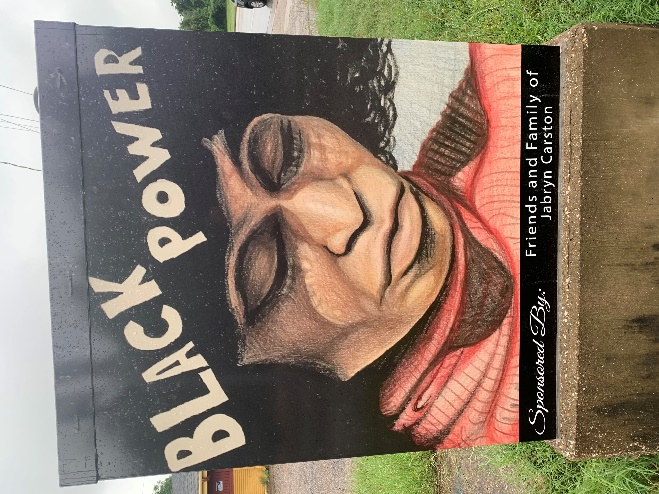 BLACK POWER
Sponsored By: Friends and Family of
Jabryn Carston